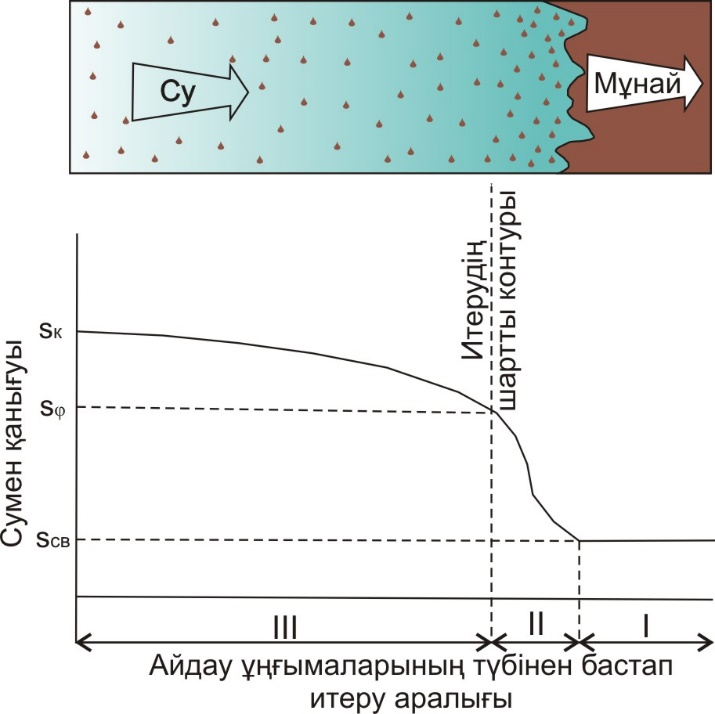 Су
Мұнай
Итерудің
шартты контуры
Сумен қанығуы
sк
sφ
sсв
III
II
I
Айдау ұңғымаларының түбінен бастап
итеру аралығы